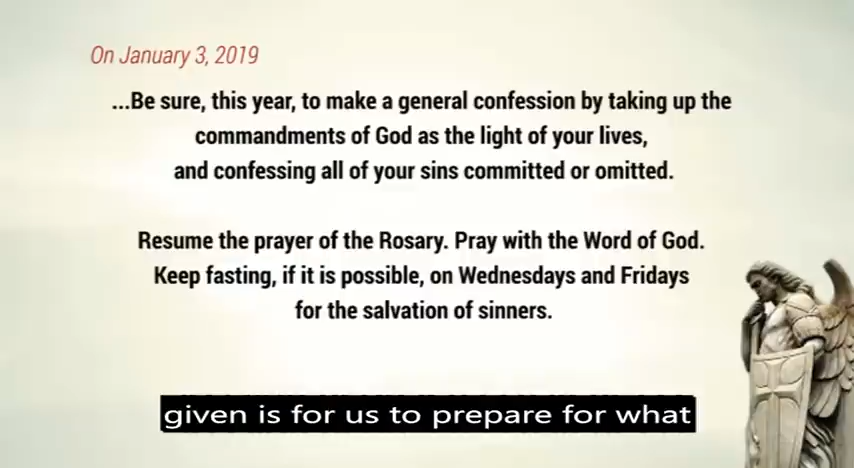 On January 3, 2019
...Be sure, this year, to make a general confession by taking up the
commandments of God as the light of your lives,
and confessing all of your sins committed or omitted.
Resume the prayer of the Rosary. Pray with the Word of God.
Keep fasting, if it is possible, on Wednesdays and Fridays
for the salvation of sinners.
given is for us to prepare for what